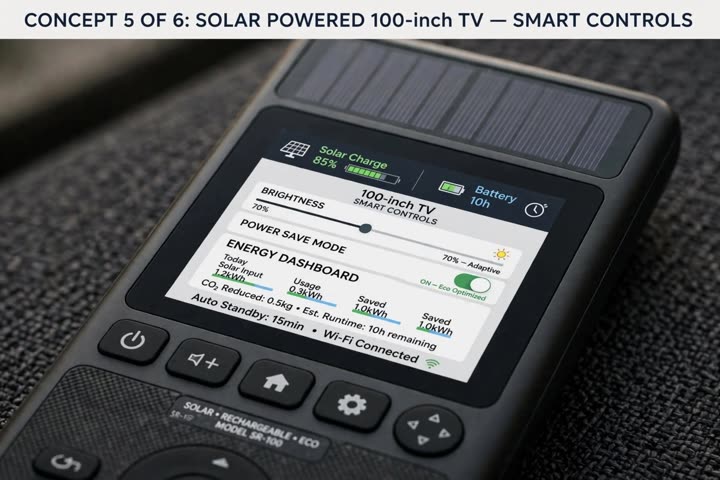 CONCEPT 5 OF 6: SOLAR POWERED 100-inch TV — SMART CONTROLS
Solar Charge
85%
Battery
10h
100-inch TV
SMART CONTROLS
BRIGHTNESS
70%
70% – Adaptive
POWER SAVE MODE
ON – Eco Optimized
ENERGY DASHBOARD
Today
Solar Input
1.2kWh
Usage
0.3kWh
Saved
1.0kWh
Saved
1.0kWh
CO₂ Reduced: 0.5kg • Est. Runtime: 10h remaining
Auto Standby: 15min • Wi-Fi Connected
SOLAR • RECHARGEABLE • ECO
MODEL SR-100